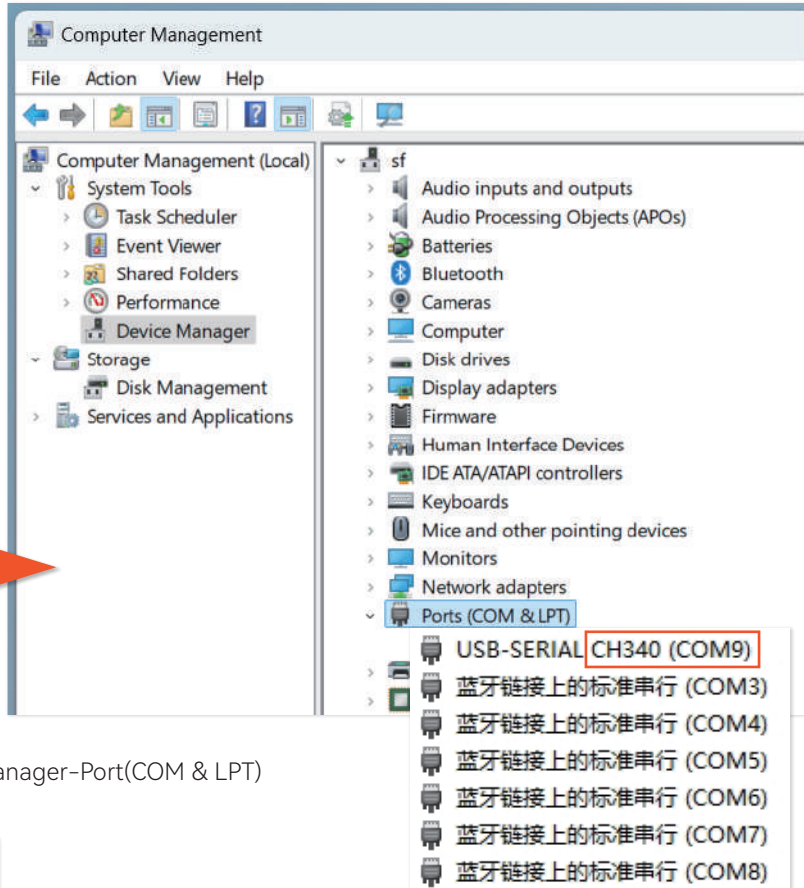 Computer Management
File Action View Help
Computer Management (Local)
System Tools
Task Scheduler
Event Viewer
Shared Folders
Performance
Device Manager
Storage
Disk Management
Services and Applications
sf
Audio inputs and outputs
Audio Processing Objects (APOs)
Batteries
Bluetooth
Cameras
Computer
Disk drives
Display adapters
Firmware
Human Interface Devices
IDE ATA/ATAPI controllers
Keyboards
Mice and other pointing devices
Monitors
Network adapters
Ports (COM & LPT)
USB-SERIAL CH340 (COM9)
蓝牙链接上的标准串行 (COM3)
蓝牙链接上的标准串行 (COM4)
蓝牙链接上的标准串行 (COM5)
蓝牙链接上的标准串行 (COM6)
蓝牙链接上的标准串行 (COM7)
蓝牙链接上的标准串行 (COM8)
anager-Port(COM & LPT)